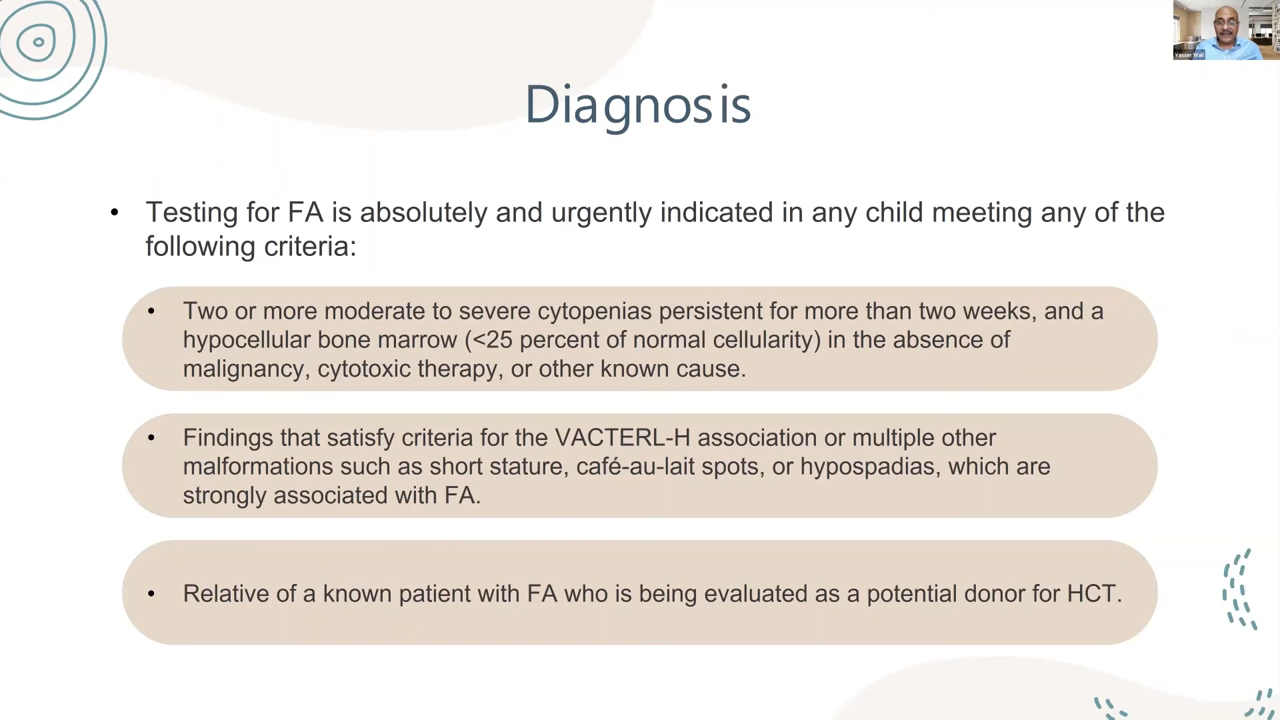 Yasser Wali
Diagnosis
• Testing for FA is absolutely and urgently indicated in any child meeting any of the
following criteria:
• Two or more moderate to severe cytopenias persistent for more than two weeks, and a
hypocellular bone marrow (<25 percent of normal cellularity) in the absence of
malignancy, cytotoxic therapy, or other known cause.
• Findings that satisfy criteria for the VACTERL-H association or multiple other
malformations such as short stature, café-au-lait spots, or hypospadias, which are
strongly associated with FA.
• Relative of a known patient with FA who is being evaluated as a potential donor for HCT.